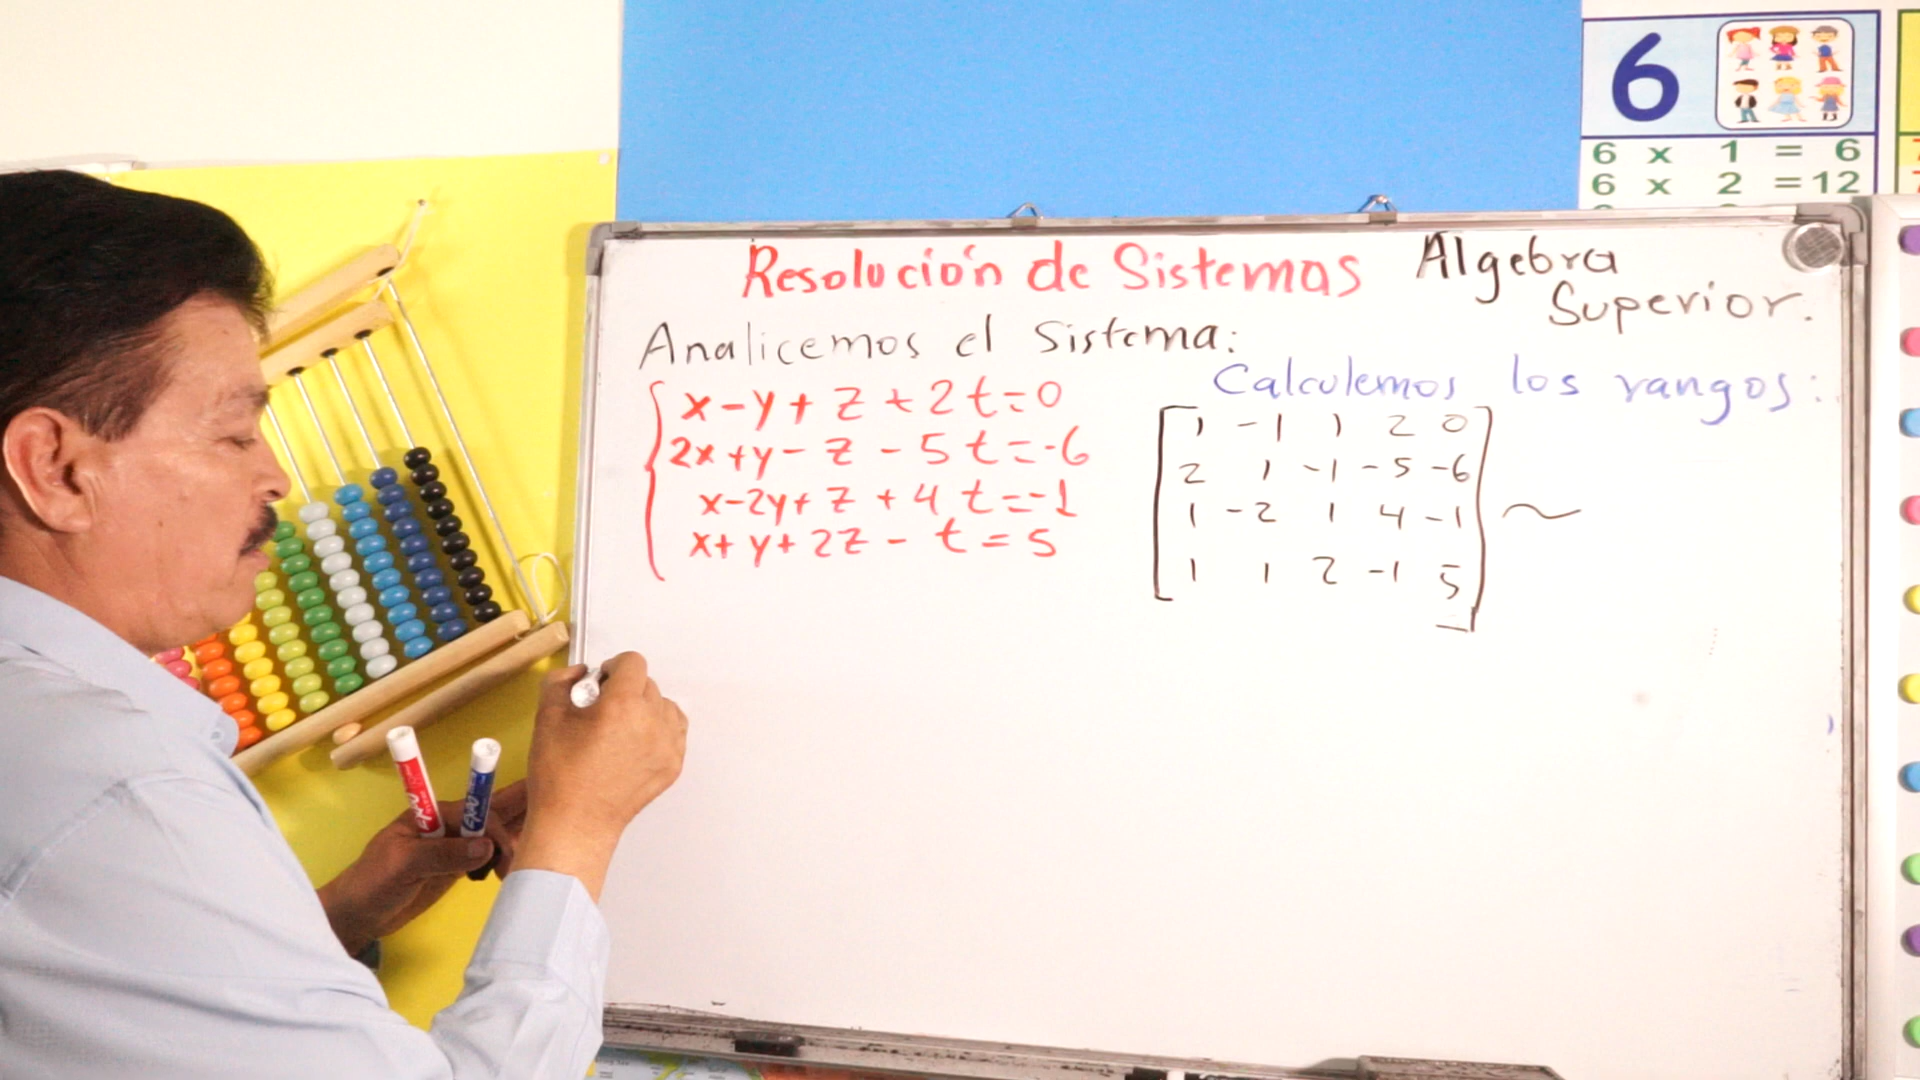 6
6 x 1 = 6
6 x 2 = 12
Resolución de Sistemas
Algebra
Superior.
Analicemos el Sistema:
x-y+z+2t=0
2x+y-z-5t=-6
x-2y+z+4t=-1
x+y+2z-t=5
Calculemos los rangos:
1 -1 1 2 0
2 1 -1 -5 -6
1 -2 1 4 -1 ~
1 1 2 -1 5
EXPO
EXPO